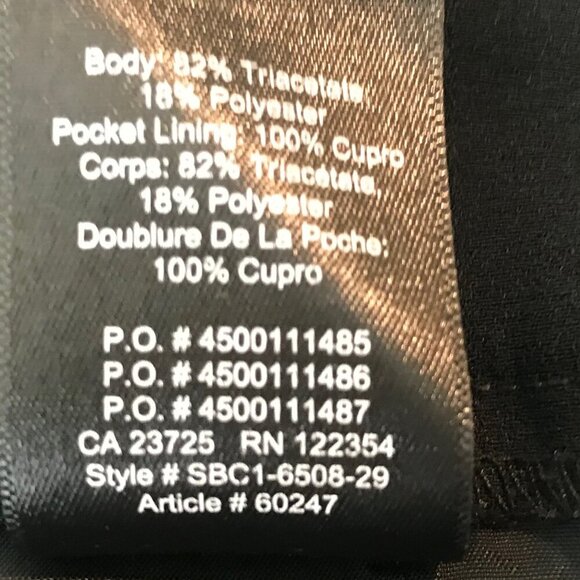 Body: 82% Triacetate,
18% Polyester
Pocket Lining: 100% Cupro
Corps: 82% Triacétate,
18% Polyester
Doublure De La Poche:
100% Cupro
P.O. # 4500111485
P.O. # 4500111486
P.O. # 4500111487
CA 23725 RN 122354
Style # SBC1-6508-29
Article # 60247